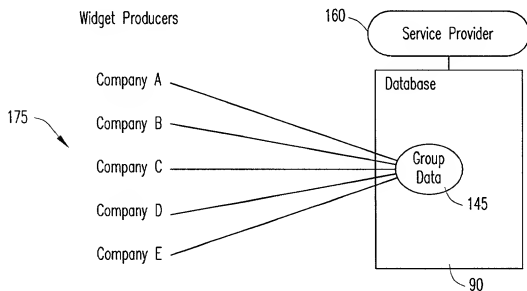 Widget Producers
160
Service Provider
Company A
Database
175
Company B
Company C
Group
Data
Company D
145
Company E
90